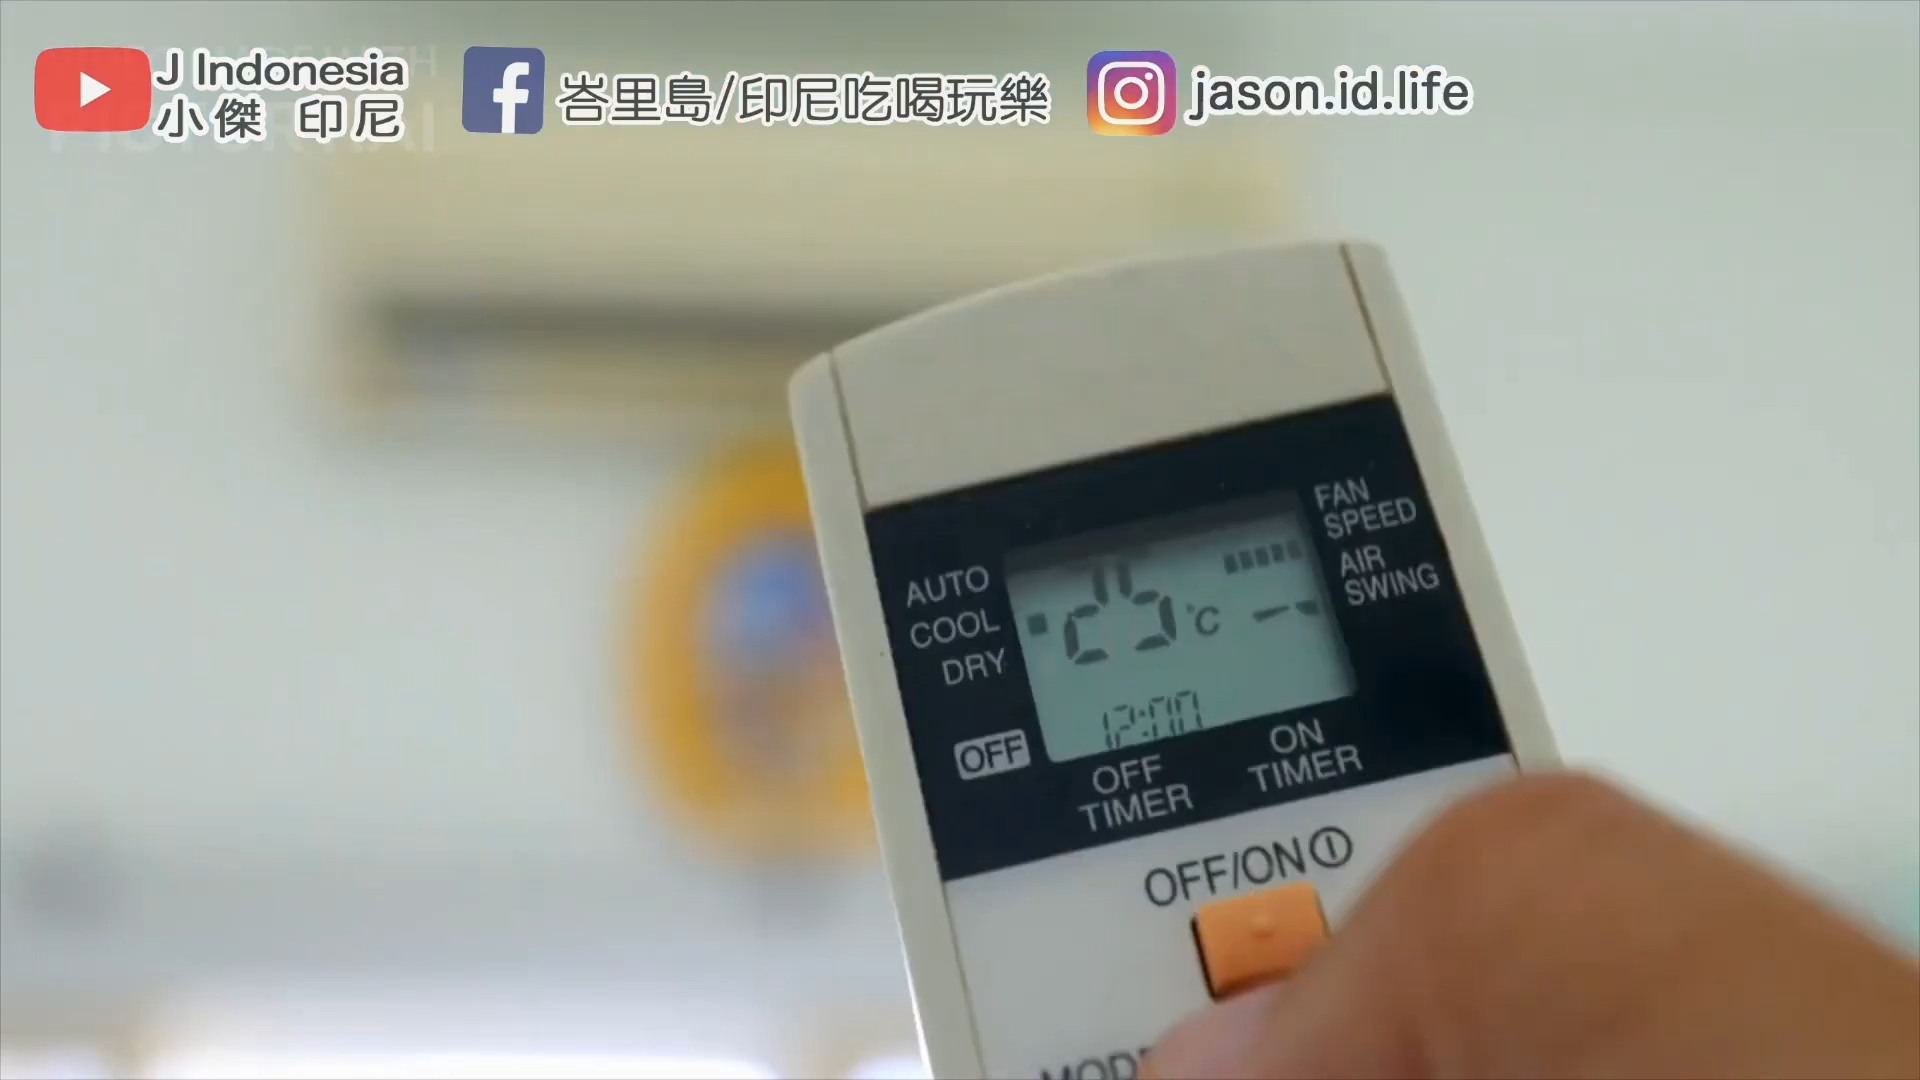 J Indonesia
小傑 印尼
峇里島/印尼吃喝玩樂
jason.id.life
FAN
SPEED
AIR
SWING
AUTO
COOL
DRY
25°C
12:00
OFF
OFF
TIMER
ON
TIMER
OFF/ON